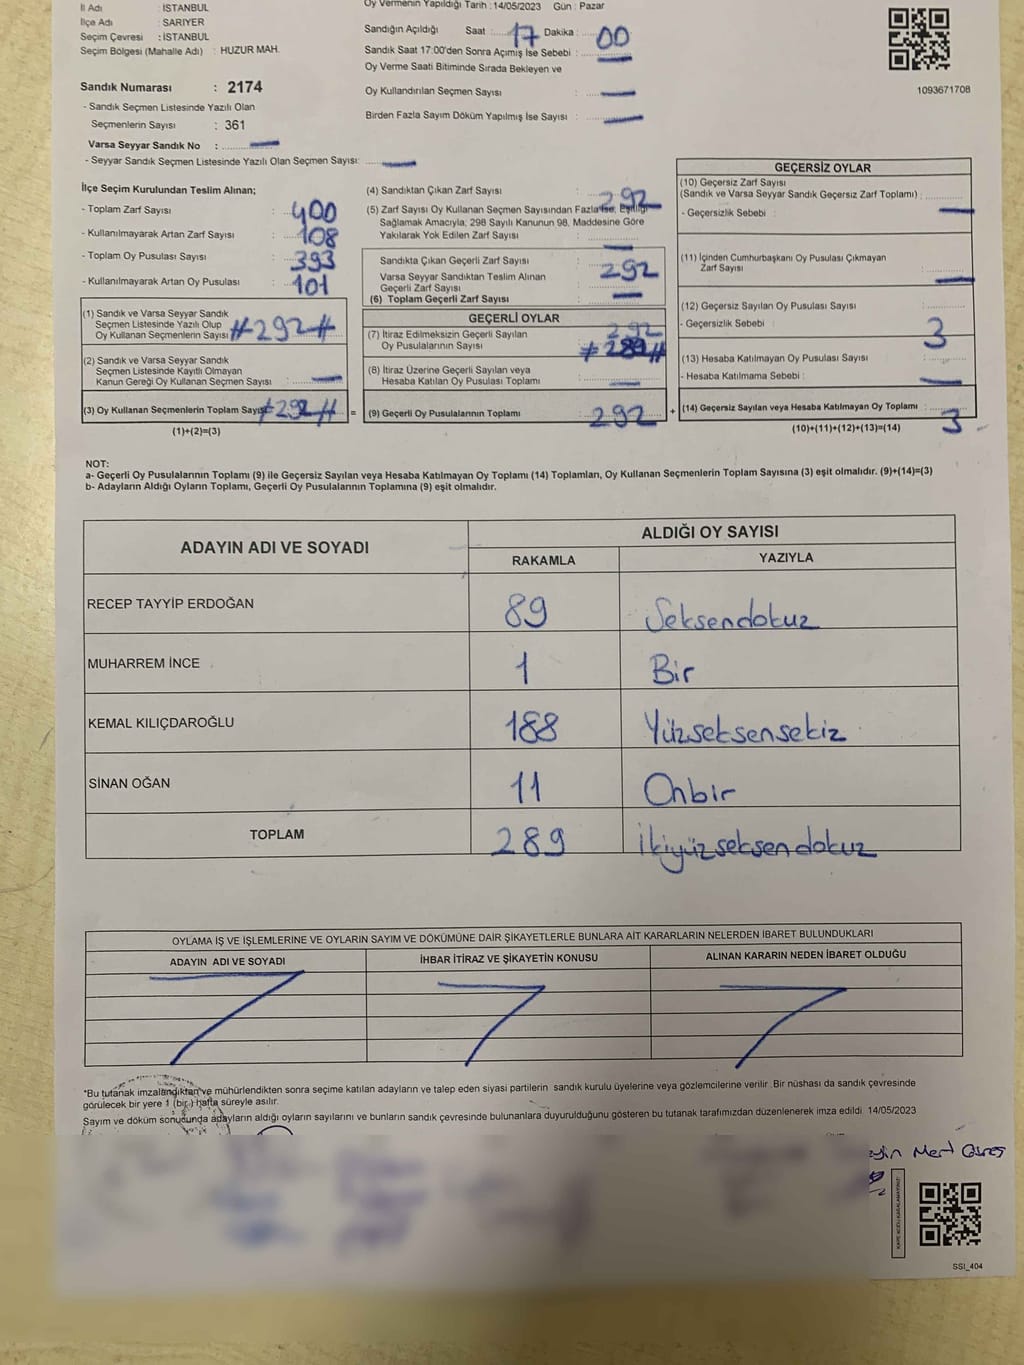 İl Adı : İSTANBUL
İlçe Adı : SARIYER
Seçim Çevresi : İSTANBUL
Seçim Bölgesi (Mahalle Adı) : HUZUR MAH.
Sandık Numarası : 2174
- Sandık Seçmen Listesinde Yazılı Olan
Seçmenlerin Sayısı : 361
Varsa Seyyar Sandık No :
- Seyyar Sandık Seçmen Listesinde Yazılı Olan Seçmen Sayısı:
Oy Vermenin Yapıldığı Tarih : 14/05/2023 Gün : Pazar
Sandığın Açıldığı Saat : 17 Dakika : 00
Sandık Saat 17:00'den Sonra Açımış İse Sebebi :
Oy Verme Saati Bitiminde Sırada Bekleyen ve
Oy Kullandırılan Seçmen Sayısı :
Birden Fazla Sayım Döküm Yapılmış İse Sayısı :
1093671708
İlçe Seçim Kurulundan Teslim Alınan;
- Toplam Zarf Sayısı : 400
- Kullanılmayarak Artan Zarf Sayısı : 108
- Toplam Oy Pusulası Sayısı : 393
- Kullanılmayarak Artan Oy Pusulası : 101
(1) Sandık ve Varsa Seyyar Sandık
Seçmen Listesinde Yazılı Olup
Oy Kullanan Seçmenlerin Sayısı #292#
(2) Sandık ve Varsa Seyyar Sandık
Seçmen Listesinde Kayıtlı Olmayan
Kanun Gereği Oy Kullanan Seçmen Sayısı :
(3) Oy Kullanan Seçmenlerin Toplam Sayısı #292# =
(1)+(2)=(3)
(4) Sandıktan Çıkan Zarf Sayısı : 292
(5) Zarf Sayısı Oy Kullanan Seçmen Sayısından Fazla İse, Eşitliği
Sağlamak Amacıyla; 298 Sayılı Kanunun 98. Maddesine Göre
Yakılarak Yok Edilen Zarf Sayısı :
Sandıkta Çıkan Geçerli Zarf Sayısı : 292
Varsa Seyyar Sandıktan Teslim Alınan
Geçerli Zarf Sayısı :
(6) Toplam Geçerli Zarf Sayısı :
GEÇERLİ OYLAR
(7) İtiraz Edilmeksizin Geçerli Sayılan 292
Oy Pusulalarının Sayısı #289#
(8) İtiraz Üzerine Geçerli Sayılan veya
Hesaba Katılan Oy Pusulası Toplamı :
(9) Geçerli Oy Pusulalarının Toplamı 292 +
GEÇERSİZ OYLAR
(10) Geçersiz Zarf Sayısı
(Sandık ve Varsa Seyyar Sandık Geçersiz Zarf Toplamı) :
- Geçersizlik Sebebi :
(11) İçinden Cumhurbaşkanı Oy Pusulası Çıkmayan
Zarf Sayısı :
(12) Geçersiz Sayılan Oy Pusulası Sayısı :
- Geçersizlik Sebebi : 3
(13) Hesaba Katılmayan Oy Pusulası Sayısı :
- Hesaba Katılmama Sebebi :
(14) Geçersiz Sayılan veya Hesaba Katılmayan Oy Toplamı : 3
(10)+(11)+(12)+(13)=(14)
NOT:
a- Geçerli Oy Pusulalarının Toplamı (9) ile Geçersiz Sayılan veya Hesaba Katılmayan Oy Toplamı (14) Toplamları, Oy Kullanan Seçmenlerin Toplam Sayısına (3) eşit olmalıdır. (9)+(14)=(3)
b- Adayların Aldığı Oyların Toplamı, Geçerli Oy Pusulalarının Toplamına (9) eşit olmalıdır.
ADAYIN ADI VE SOYADI
ALDIĞI OY SAYISI
RAKAMLA YAZIYLA
RECEP TAYYİP ERDOĞAN 89 Seksendokuz
MUHARREM İNCE 1 Bir
KEMAL KILIÇDAROĞLU 188 Yüzseksensekiz
SİNAN OĞAN 11 Onbir
TOPLAM 289 İkiyüzseksendokuz
OYLAMA İŞ VE İŞLEMLERİNE VE OYLARIN SAYIM VE DÖKÜMÜNE DAİR ŞİKAYETLERLE BUNLARA AİT KARARLARIN NELERDEN İBARET BULUNDUKLARI
ADAYIN ADI VE SOYADI İHBAR İTİRAZ VE ŞİKAYETİN KONUSU ALINAN KARARIN NEDEN İBARET OLDUĞU
*Bu tutanak imzalandıktan ve mühürlendikten sonra seçime katılan adayların ve talep eden siyasi partilerin sandık kurulu üyelerine veya gözlemcilerine verilir. Bir nüshası da sandık çevresinde
görülecek bir yere 1 (bir ) hafta süreyle asılır.
Sayım ve döküm sonucunda adayların aldığı oyların sayılarını ve bunların sandık çevresinde bulunanlara duyurulduğunu gösteren bu tutanak tarafımızdan düzenlenerek imza edildi 14/05/2023
Mert
SSI_404